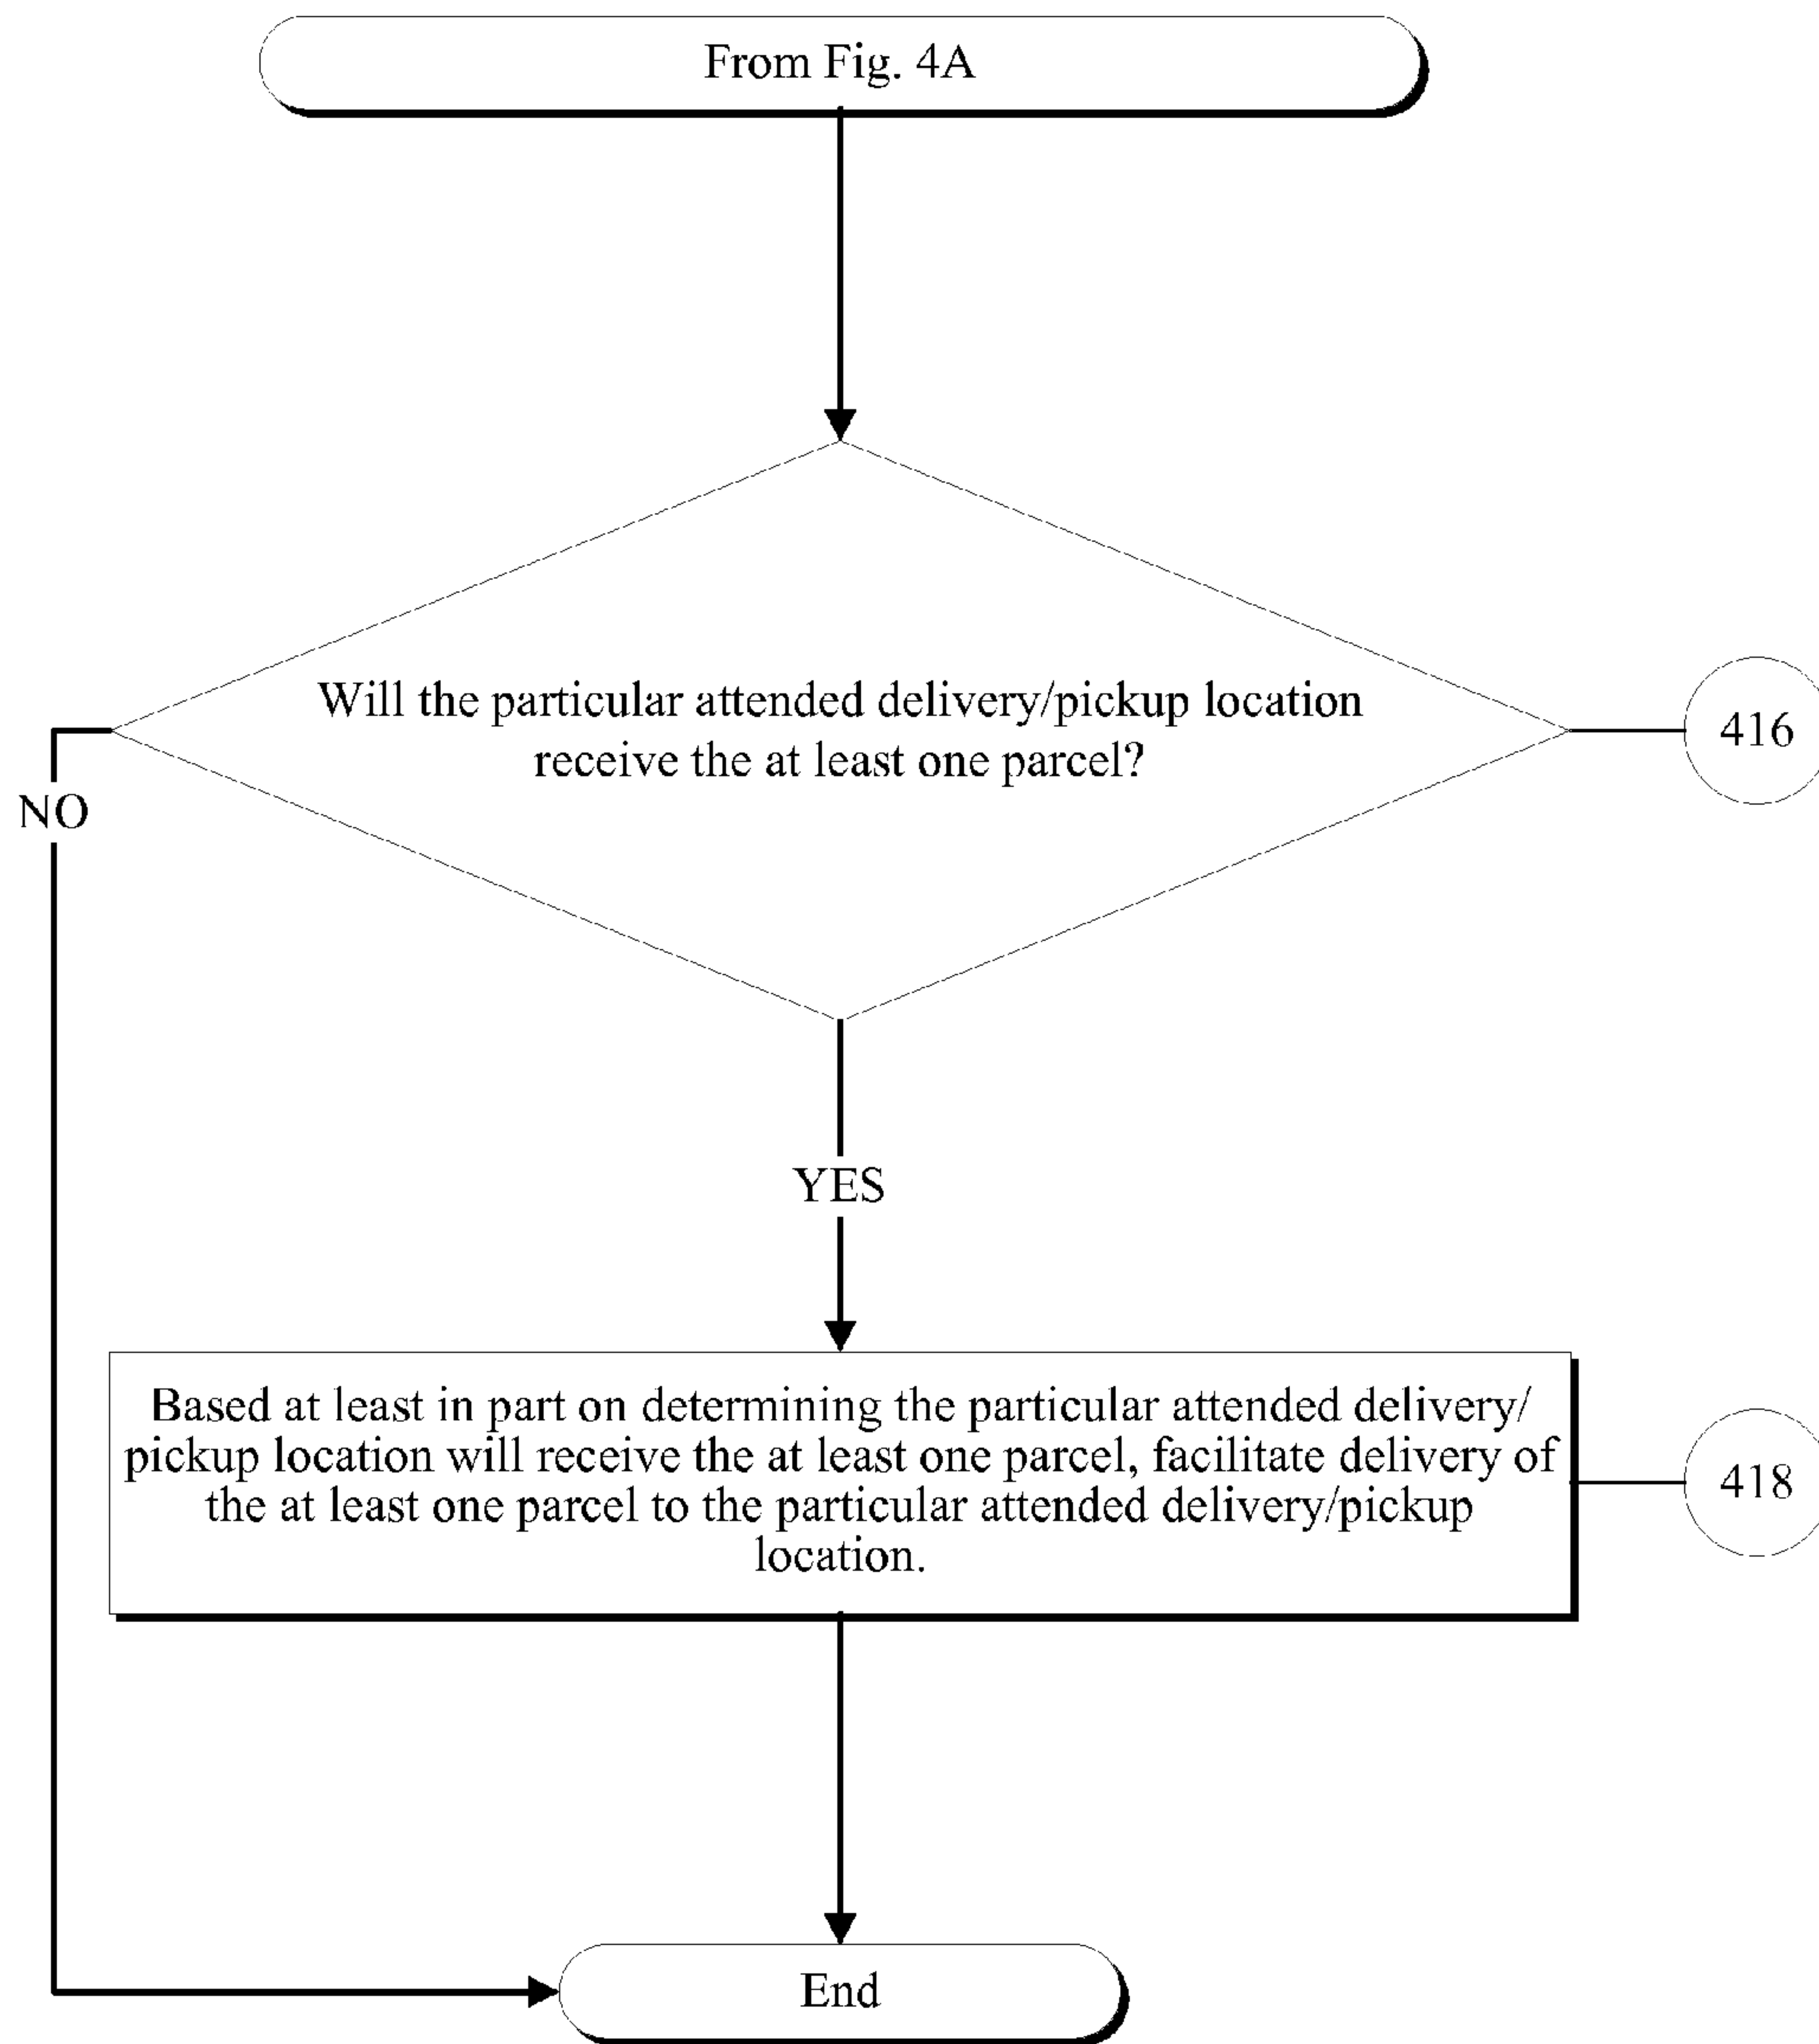 From Fig. 4A
Will the particular attended delivery/pickup location
receive the at least one parcel?
416
NO
YES
Based at least in part on determining the particular attended delivery/
pickup location will receive the at least one parcel, facilitate delivery of
the at least one parcel to the particular attended delivery/pickup
location.
418
End